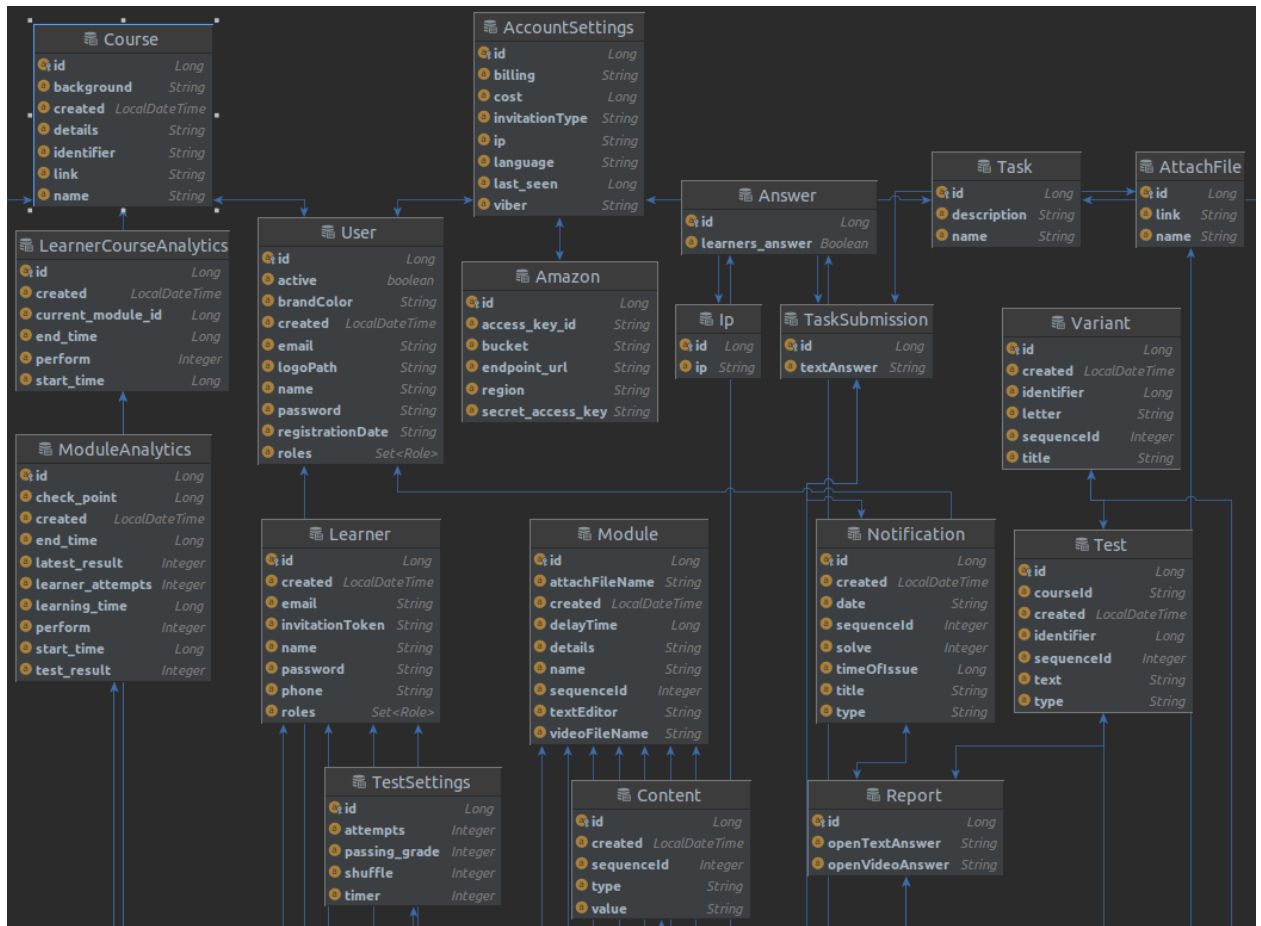 Course
id Long
background String
created LocalDateTime
details String
identifier String
link String
name String
AccountSettings
id Long
billing String
cost Long
invitationType String
ip String
language String
last_seen Long
viber String
Task
id Long
description String
name String
AttachFile
id Long
link String
name String
Answer
id Long
learners_answer Boolean
LearnerCourseAnalytics
id Long
created LocalDateTime
current_module_id Long
end_time Long
perform Integer
start_time Long
User
id Long
active boolean
brandColor String
created LocalDateTime
email String
logoPath String
name String
password String
registrationDate String
roles Set<Role>
Amazon
id Long
access_key_id String
bucket String
endpoint_url String
region String
secret_access_key String
Ip
id Long
ip String
TaskSubmission
id Long
textAnswer String
Variant
id Long
created LocalDateTime
identifier Long
letter String
sequenceId Integer
title String
ModuleAnalytics
id Long
check_point Long
created LocalDateTime
end_time Long
latest_result Integer
learner_attempts Integer
learning_time Long
perform Integer
start_time Long
test_result Integer
Learner
id Long
created LocalDateTime
email String
invitationToken String
name String
password String
phone String
roles Set<Role>
Module
id Long
attachFileName String
created LocalDateTime
delayTime Long
details String
name String
sequenceId Integer
textEditor String
videoFileName String
Notification
id Long
created LocalDateTime
date String
sequenceId Integer
solve Integer
timeOfIssue Long
title String
type String
Test
id Long
courseId String
created LocalDateTime
identifier Long
sequenceId Integer
text String
type String
TestSettings
id Long
attempts Integer
passing_grade Integer
shuffle Integer
timer Integer
Content
id Long
created LocalDateTime
sequenceId Integer
type String
value String
Report
id Long
openTextAnswer String
openVideoAnswer String